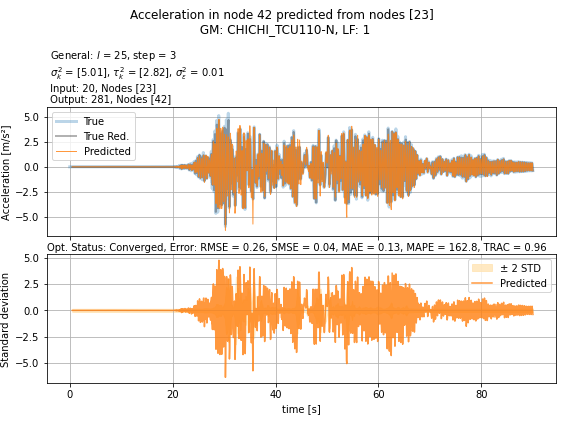 Acceleration in node 42 predicted from nodes [23]
GM: CHICHI_TCU110-N, LF: 1
General: l = 25, step = 3
σ²ₖ = [5.01], τ²ₖ = [2.82], σ²ε = 0.01
Input: 20, Nodes [23]
Output: 281, Nodes [42]
Acceleration [m/s²]
5.0
2.5
0.0
−2.5
−5.0
True
True Red.
Predicted
Opt. Status: Converged, Error: RMSE = 0.26, SMSE = 0.04, MAE = 0.13, MAPE = 162.8, TRAC = 0.96
Standard deviation
5.0
2.5
0.0
−2.5
−5.0
± 2 STD
Predicted
0 20 40 60 80
time [s]